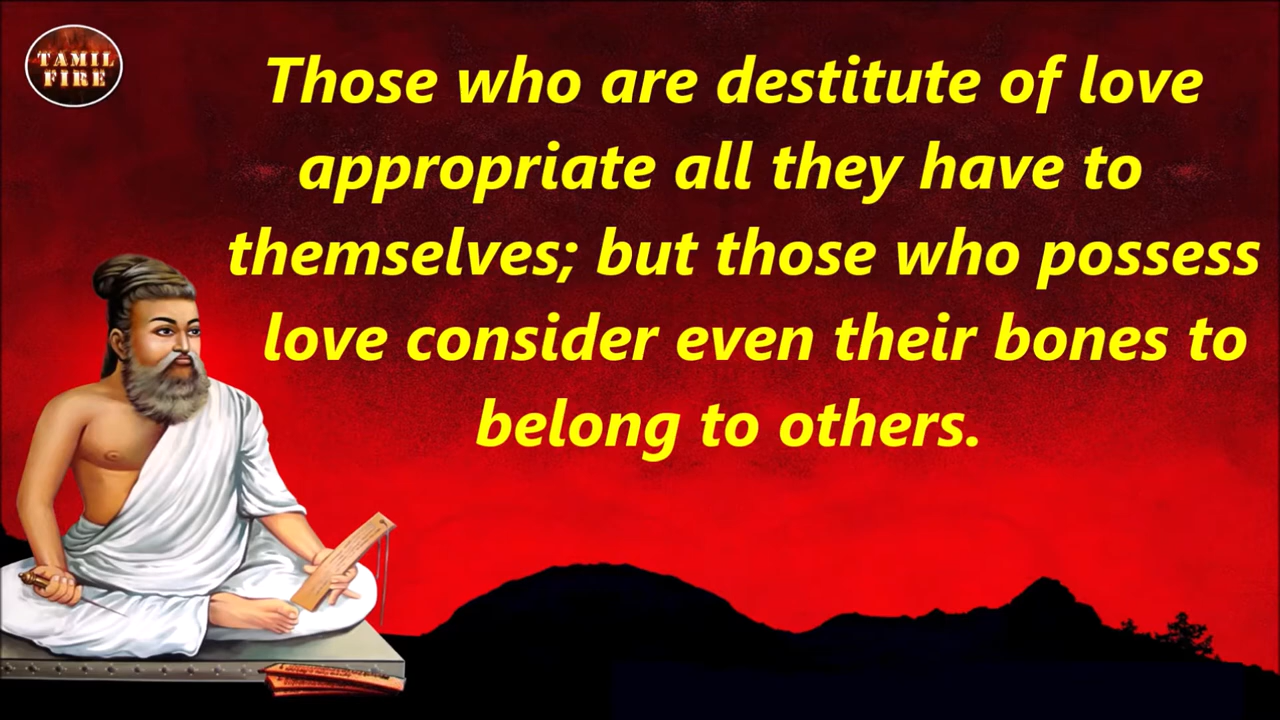 TAMIL
FIRE
Those who are destitute of love
appropriate all they have to
themselves; but those who possess
love consider even their bones to
belong to others.